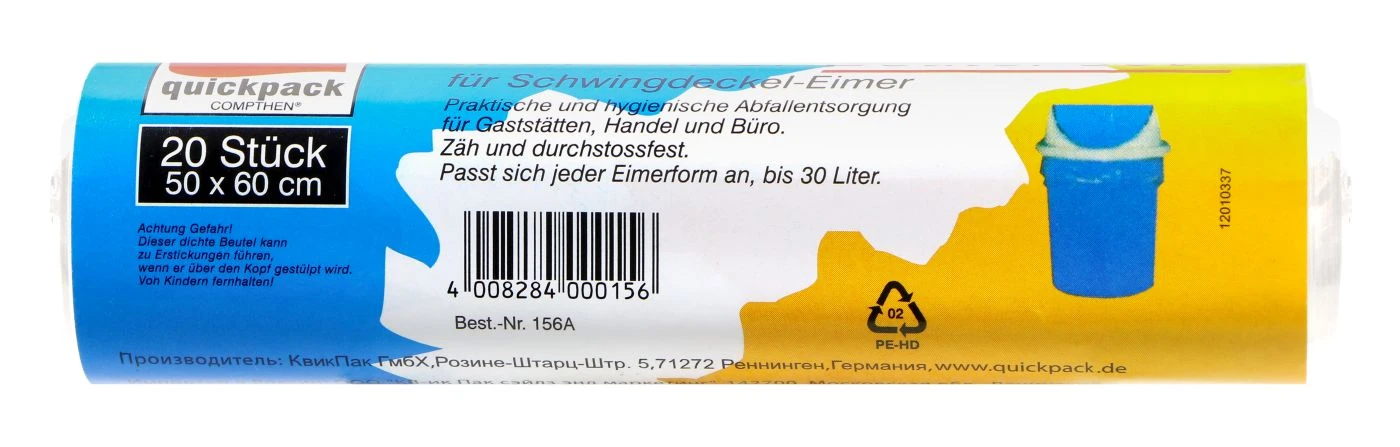 quickpack
COMPTHEN®
20 Stück
50 x 60 cm
Achtung Gefahr!
Dieser dichte Beutel kann
zu Erstickungen führen,
wenn er über den Kopf gestülpt wird.
Von Kindern fernhalten!
für Schwingdeckel-Eimer
Praktische und hygienische Abfallentsorgung
für Gaststätten, Handel und Büro.
Zäh und durchstossfest.
Passt sich jeder Eimerform an, bis 30 Liter.
4 008284 000156
Best.-Nr. 156A
02
PE-HD
12010337
Производитель: КвикПак ГмбХ,Розине-Штарц-Штр. 5,71272 Реннинген,Германия,www.quickpack.de